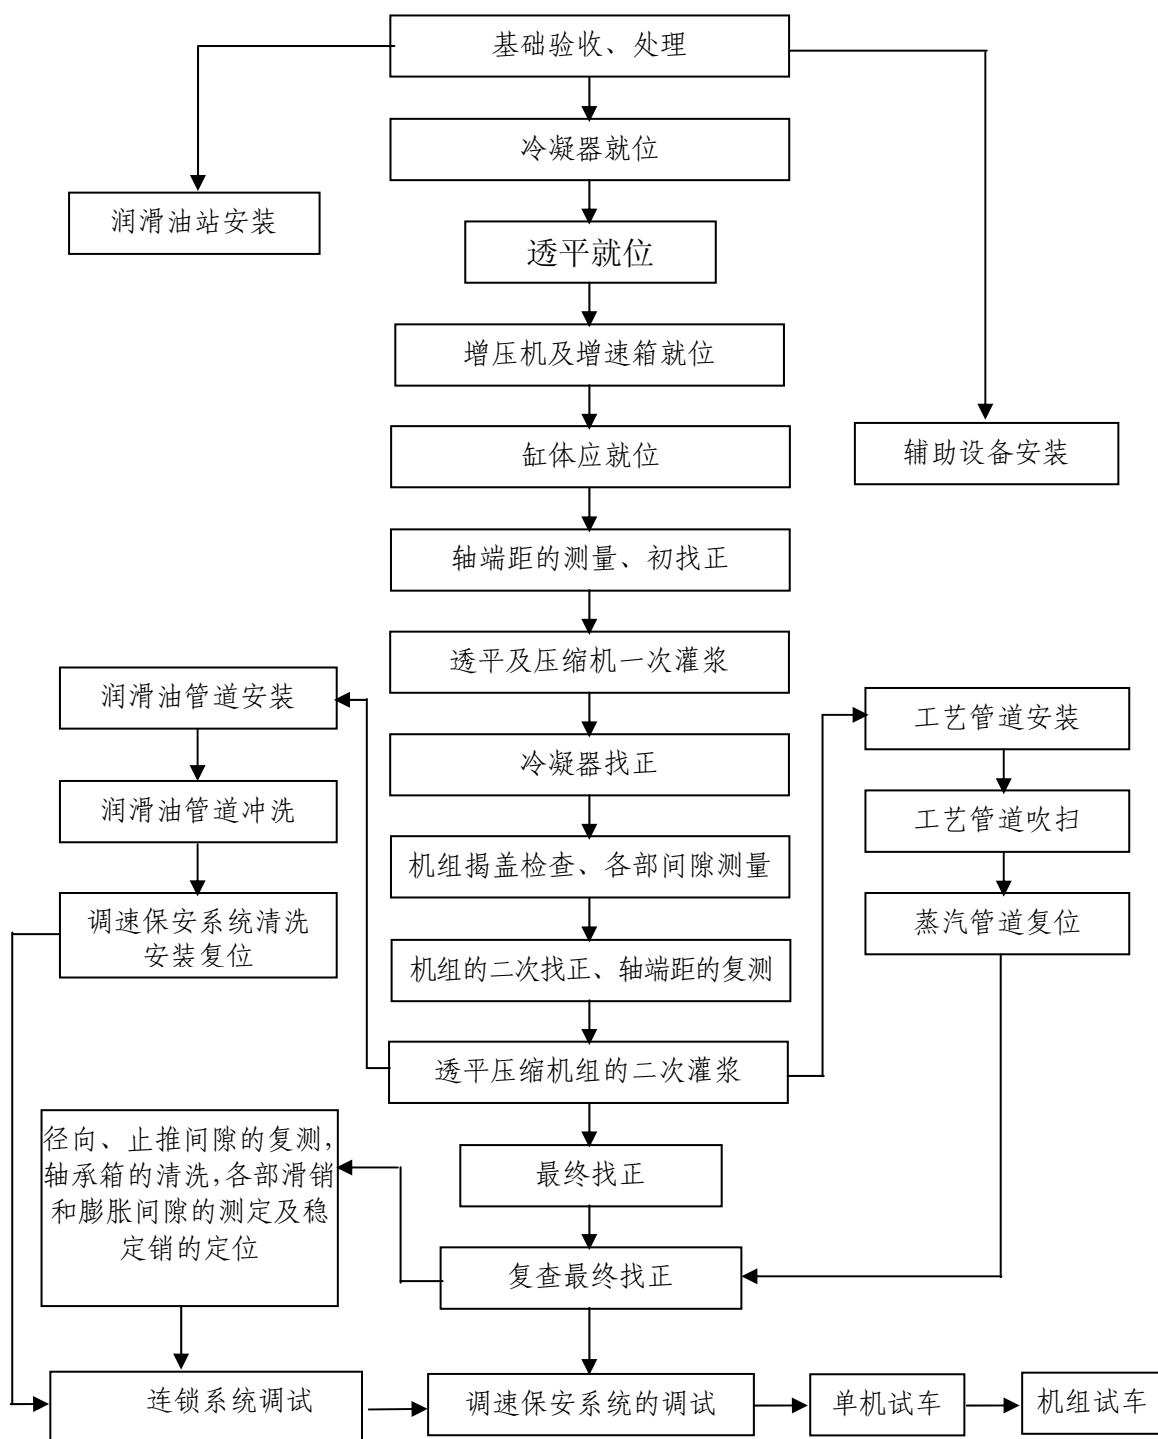 基础验收、处理
冷凝器就位
润滑油站安装
透平就位
增压机及增速箱就位
缸体应就位
辅助设备安装
轴端距的测量、初找正
透平及压缩机一次灌浆
润滑油管道安装
工艺管道安装
冷凝器找正
润滑油管道冲洗
工艺管道吹扫
机组揭盖检查、各部间隙测量
调速保安系统清洗
安装复位
蒸汽管道复位
机组的二次找正、轴端距的复测
透平压缩机组的二次灌浆
径向、止推间隙的复测,
轴承箱的清洗,各部滑销
和膨胀间隙的测定及稳
定销的定位
最终找正
复查最终找正
连锁系统调试
调速保安系统的调试
单机试车
机组试车